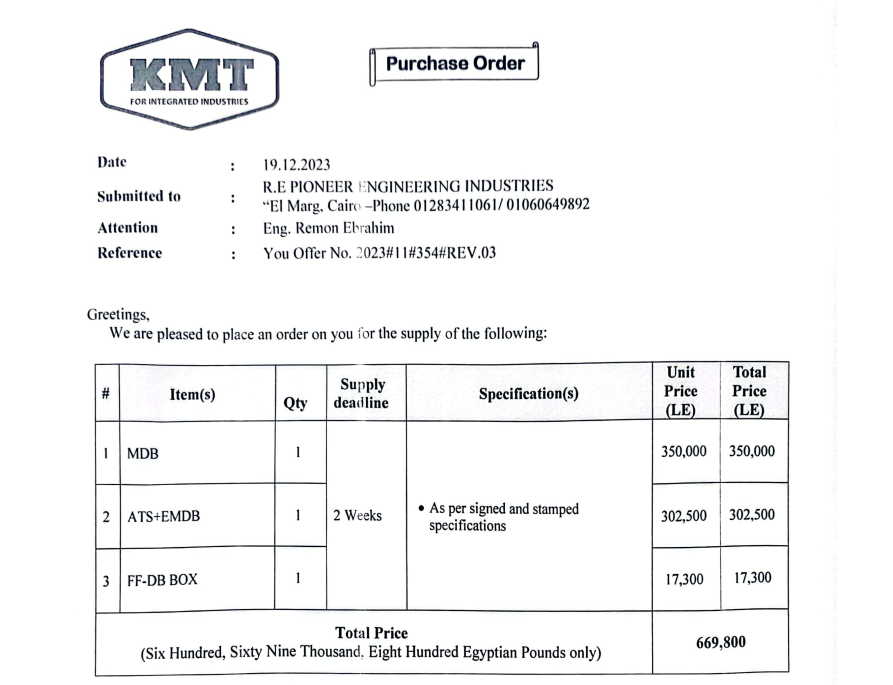 KMT
FOR INTEGRATED INDUSTRIES
Purchase Order
Date : 19.12.2023
Submitted to : R.E PIONEER ENGINEERING INDUSTRIES
“El Marg, Cairo –Phone 01283411061/ 01060649892
Attention : Eng. Remon Ebrahim
Reference : You Offer No. 2023#11#354#REV.03
Greetings,
We are pleased to place an order on you for the supply of the following:
# Item(s) Qty Supply deadline Specification(s) Unit Price (LE) Total Price (LE)
1 MDB 1 350,000 350,000
2 ATS+EMDB 1 2 Weeks • As per signed and stamped specifications 302,500 302,500
3 FF-DB BOX 1 17,300 17,300
Total Price
(Six Hundred, Sixty Nine Thousand, Eight Hundred Egyptian Pounds only) 669,800